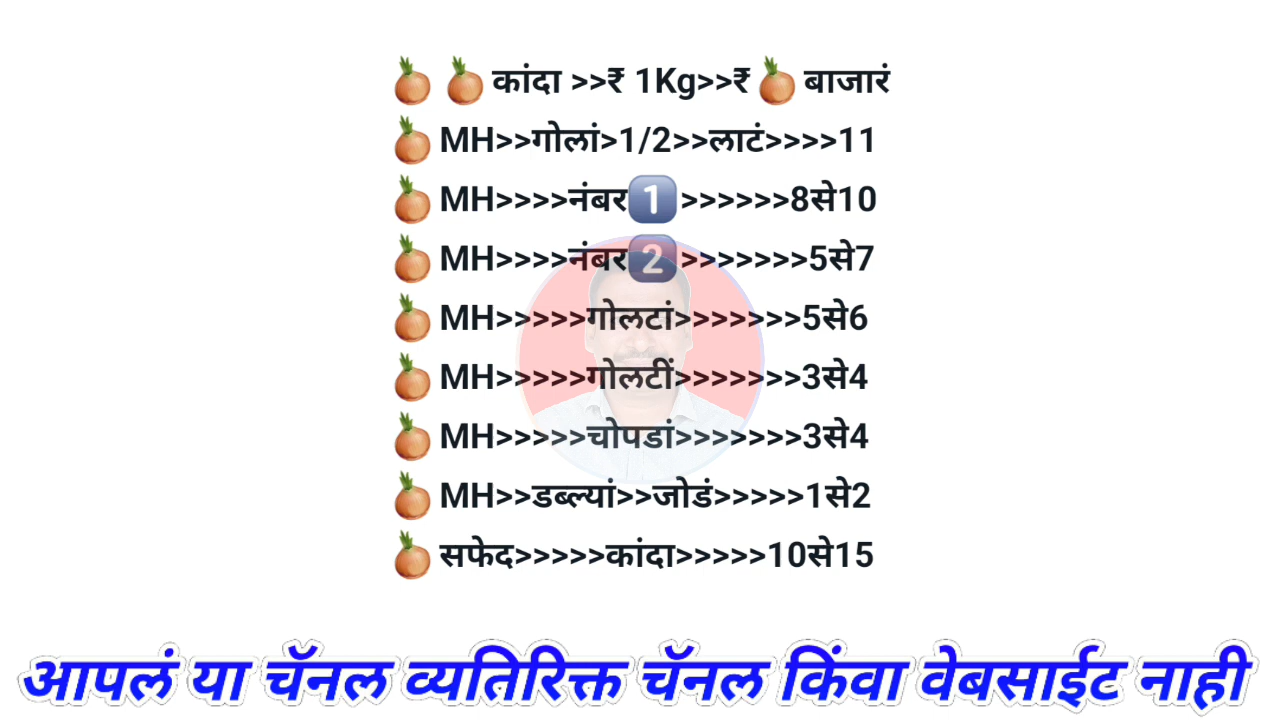 🧅 🧅 कांदा >>₹ 1Kg>>₹ 🧅 बाजारं
🧅 MH>>गोलां>1/2>>लाटं>>>>11
🧅 MH>>>>नंबर1️⃣>>>>>>8से10
🧅 MH>>>>नंबर2️⃣>>>>>>>5से7
🧅 MH>>>>>गोलटां>>>>>>>5से6
🧅 MH>>>>>गोलटीं>>>>>>>3से4
🧅 MH>>>>>चोपडां>>>>>>>3से4
🧅 MH>>डब्ल्यां>>जोडं>>>>>1से2
🧅 सफेद>>>>>कांदा>>>>>10से15
आपलं या चॅनल व्यतिरिक्त चॅनल किंवा वेबसाईट नाही